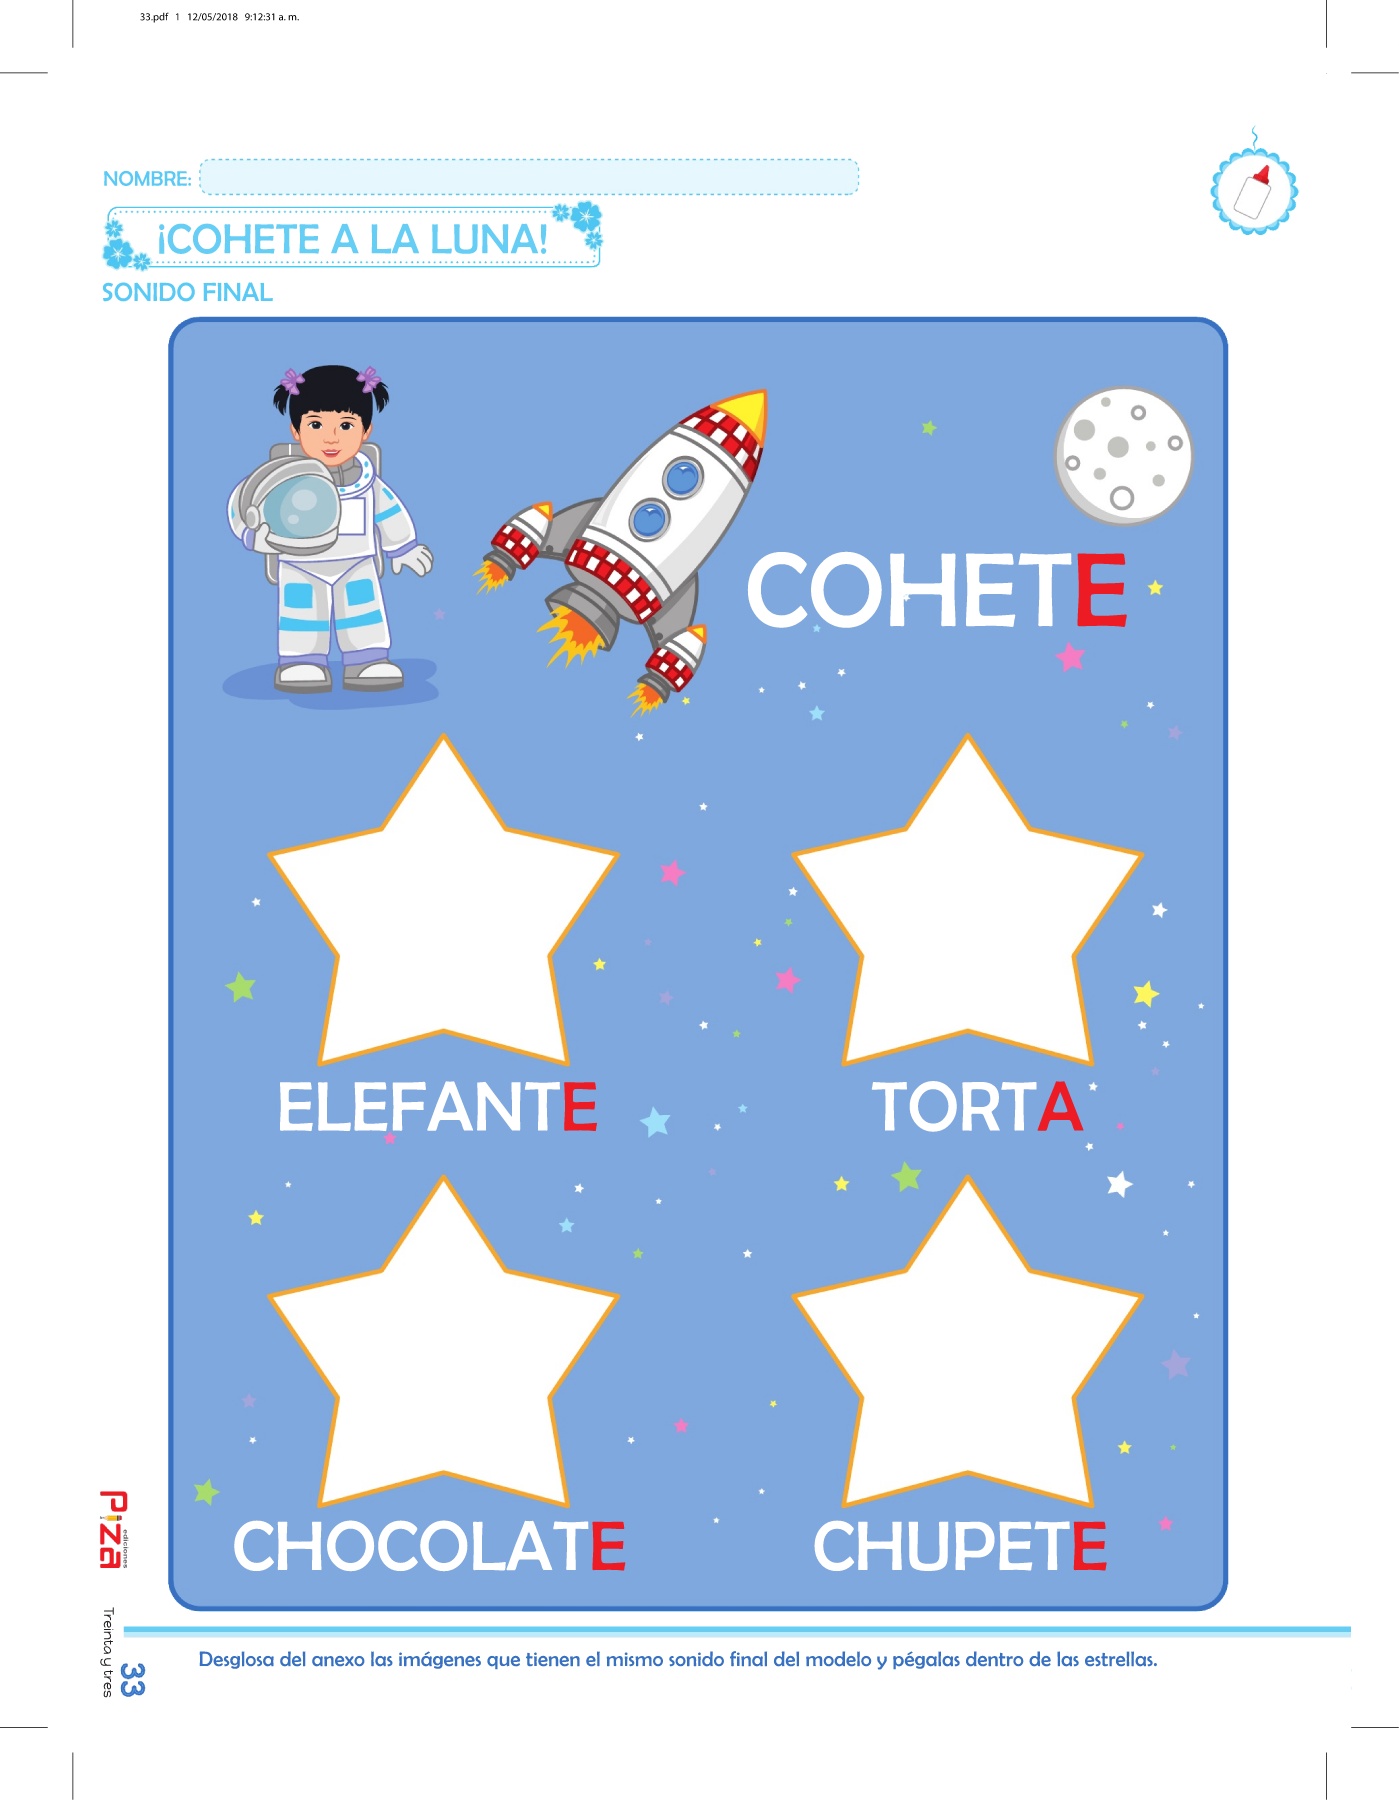 33.pdf 1 12/05/2018 9:12:31 a. m.
NOMBRE:
¡COHETE A LA LUNA!
SONIDO FINAL
COHETE
ELEFANTE
TORTA
CHOCOLATE
CHUPETE
Piza
ediciones
Treinta y tres
33
Desglosa del anexo las imágenes que tienen el mismo sonido final del modelo y pégalas dentro de las estrellas.